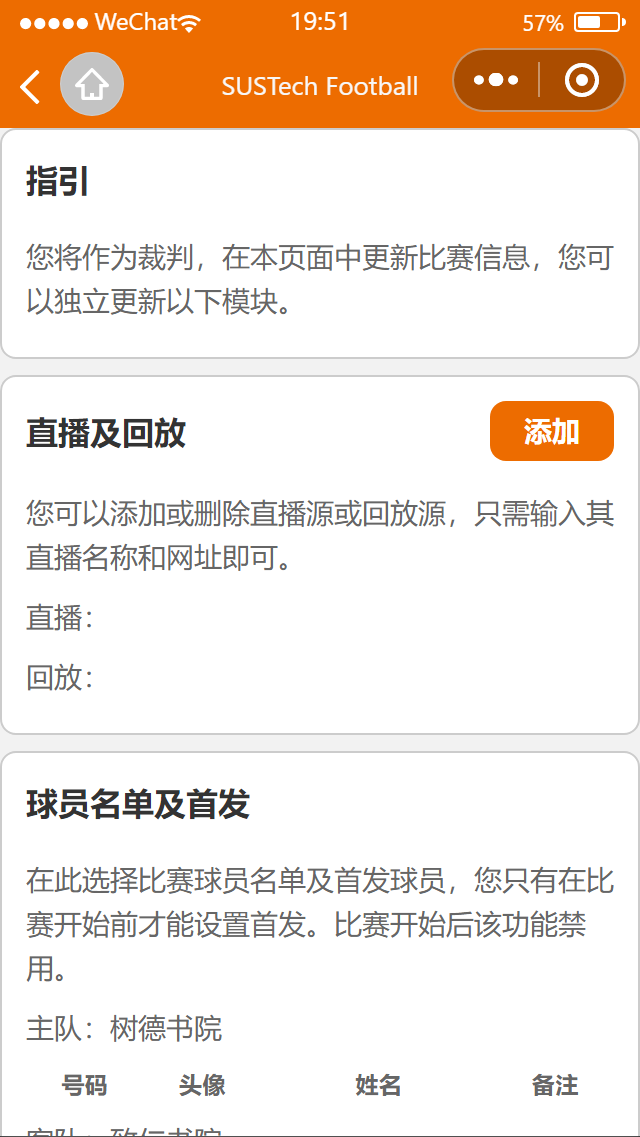 WeChat 19:51 57%
SUSTech Football
指引
您将作为裁判，在本页面中更新比赛信息，您可
以独立更新以下模块。
直播及回放 添加
您可以添加或删除直播源或回放源，只需输入其
直播名称和网址即可。
直播：
回放：
球员名单及首发
在此选择比赛球员名单及首发球员，您只有在比
赛开始前才能设置首发。比赛开始后该功能禁
用。
主队：树德书院
号码 头像 姓名 备注
客队：致仁书院